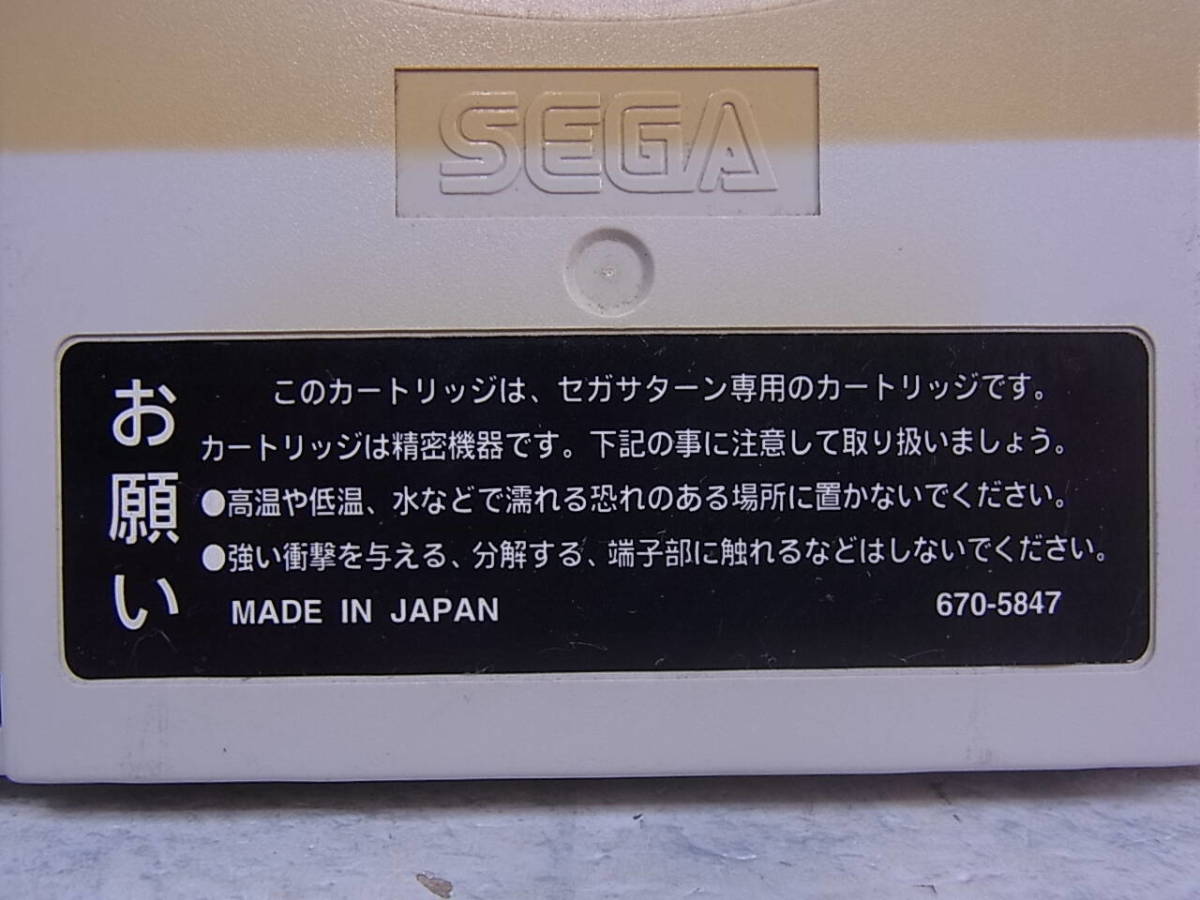 SEGA
お願い
このカートリッジは、セガサターン専用のカートリッジです。
カートリッジは精密機器です。下記の事に注意して取り扱いましょう。
●高温や低温、水などで濡れる恐れのある場所に置かないでください。
●強い衝撃を与える、分解する、端子部に触れるなどはしないでください。
MADE IN JAPAN 670-5847